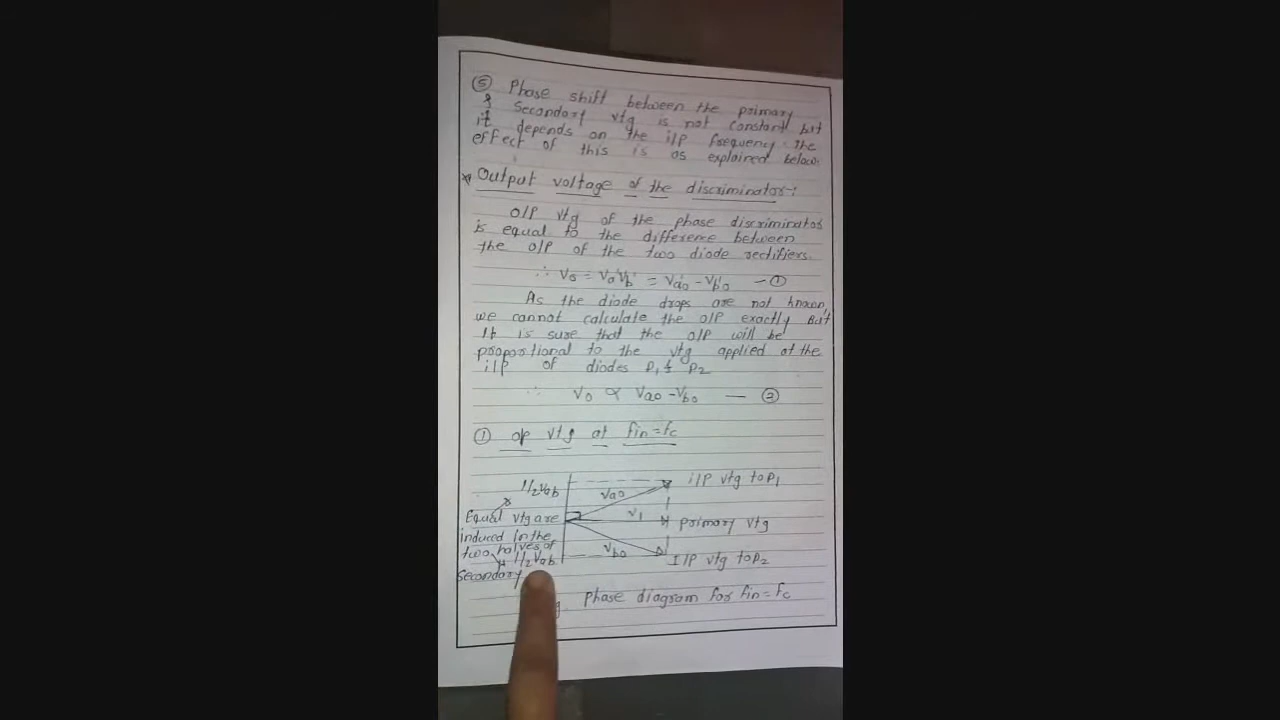 ⑤ Phase shift between the primary
& secondary vtg is not constant but
it depends on the i/p frequency. the
effect of this is as explained below.
* Output voltage of the discriminator:
O/P vtg of the phase discriminator
is equal to the difference between
the O/P of the two diode rectifiers.
∴ Vo = Va'Vb' = Va'o - Vb'o - ①
As the diode drops are not known,
we cannot calculate the O/P exactly But
It is sure that the O/P will be
proportional to the vtg applied at the
i/P of diodes D1 & D2
∴ Vo ∝ Vao - Vbo — ②
① op vtg at fin = fc
1/2 Vab
Vao
i/P vtg to D1
Equal vtg are
V1
primary vtg
induced in the
two halves of
1/2 Vab
Vbo
I/P vtg to D2
Secondary
Phase diagram for fin = fc